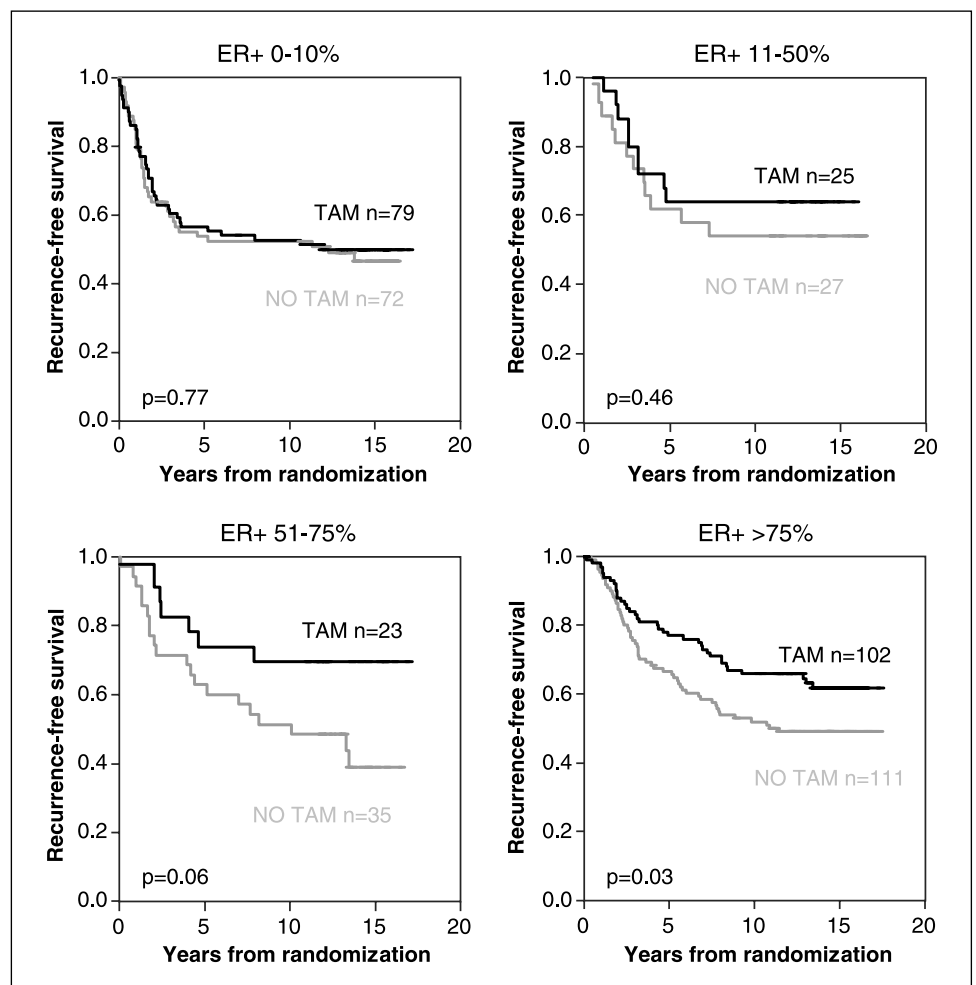 ER+ 0-10%
Recurrence-free survival
1.0
0.8
0.6
0.4
0.2
0.0
TAM n=79
NO TAM n=72
p=0.77
0 5 10 15 20
Years from randomization
ER+ 11-50%
Recurrence-free survival
1.0
0.8
0.6
0.4
0.2
0.0
TAM n=25
NO TAM n=27
p=0.46
0 5 10 15 20
Years from randomization
ER+ 51-75%
Recurrence-free survival
1.0
0.8
0.6
0.4
0.2
0.0
TAM n=23
NO TAM n=35
p=0.06
0 5 10 15 20
Years from randomization
ER+ >75%
Recurrence-free survival
1.0
0.8
0.6
0.4
0.2
0.0
TAM n=102
NO TAM n=111
p=0.03
0 5 10 15 20
Years from randomization